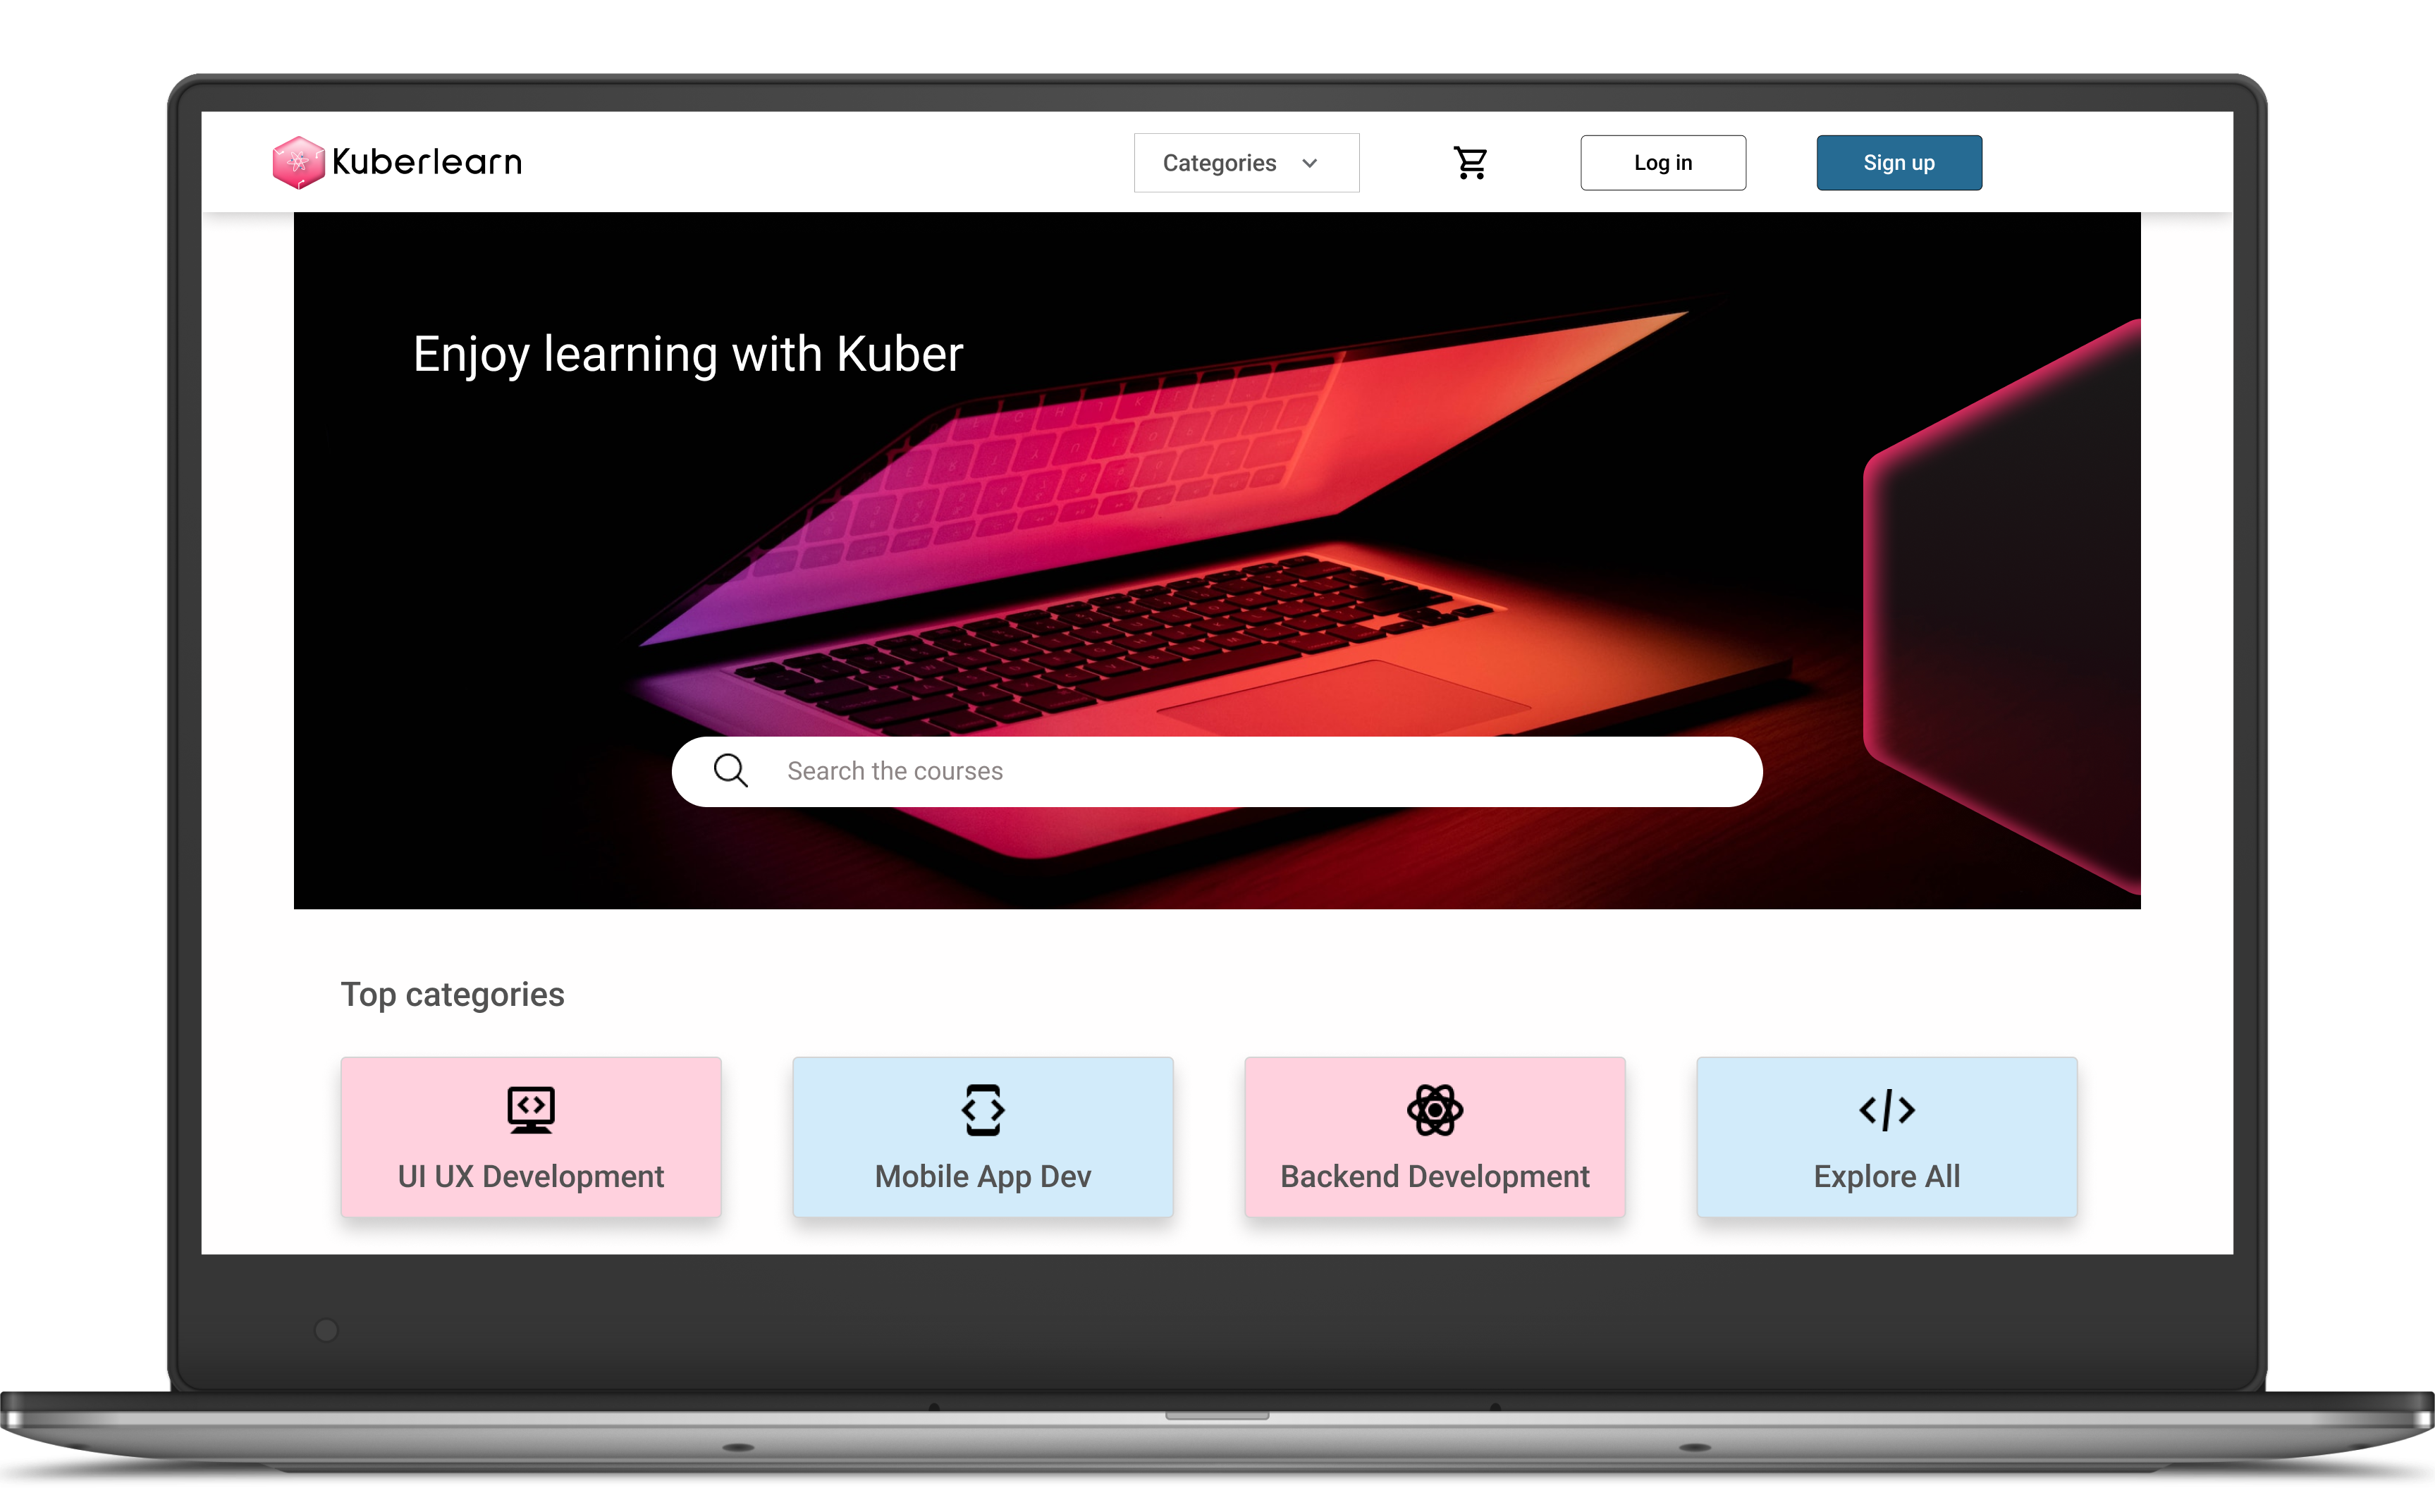 Kuberlearn
Categories
Log in
Sign up
Enjoy learning with Kuber
Search the courses
Top categories
UI UX Development
Mobile App Dev
Backend Development
Explore All